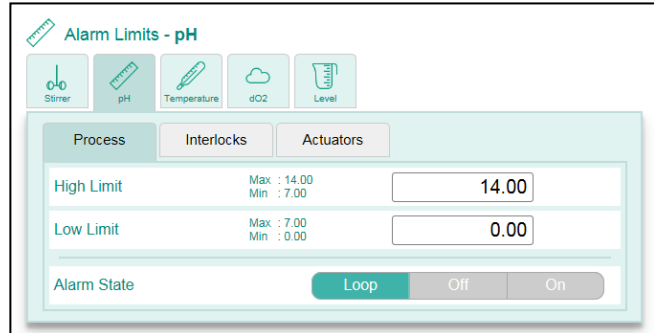 Alarm Limits - pH
Stirrer pH Temperature dO2 Level
Process Interlocks Actuators
High Limit Max : 14.00 14.00
Min : 7.00
Low Limit Max : 7.00 0.00
Min : 0.00
Alarm State Loop Off On